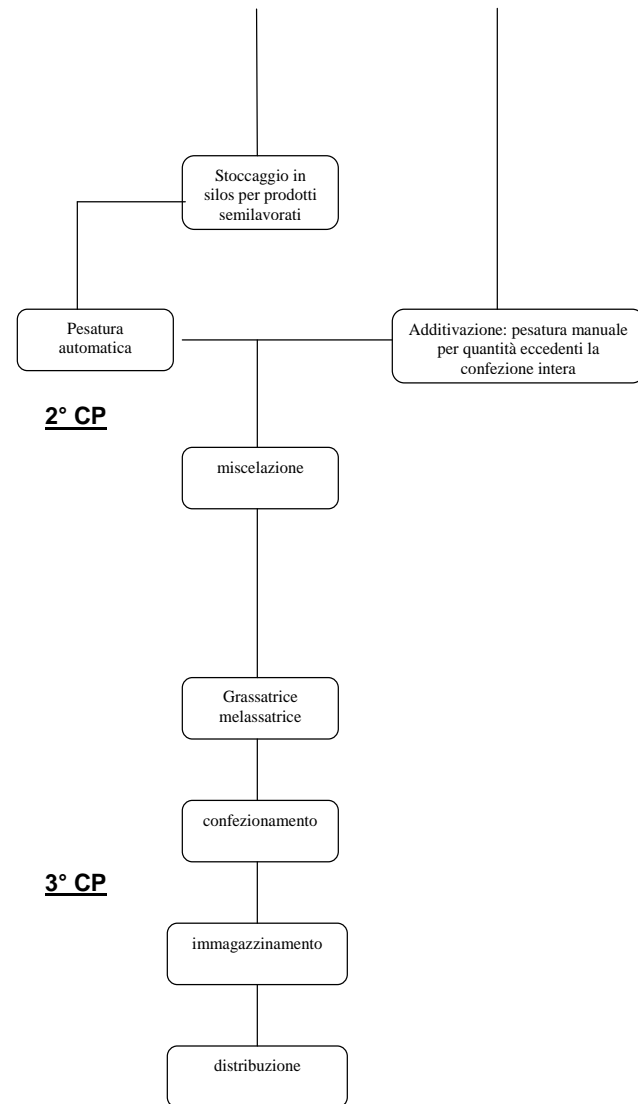 Stoccaggio in
silos per prodotti
semilavorati
Pesatura
automatica
Additivazione: pesatura manuale
per quantità eccedenti la
confezione intera
2° CP
miscelazione
Grassatrice
melassatrice
confezionamento
3° CP
immagazzinamento
distribuzione